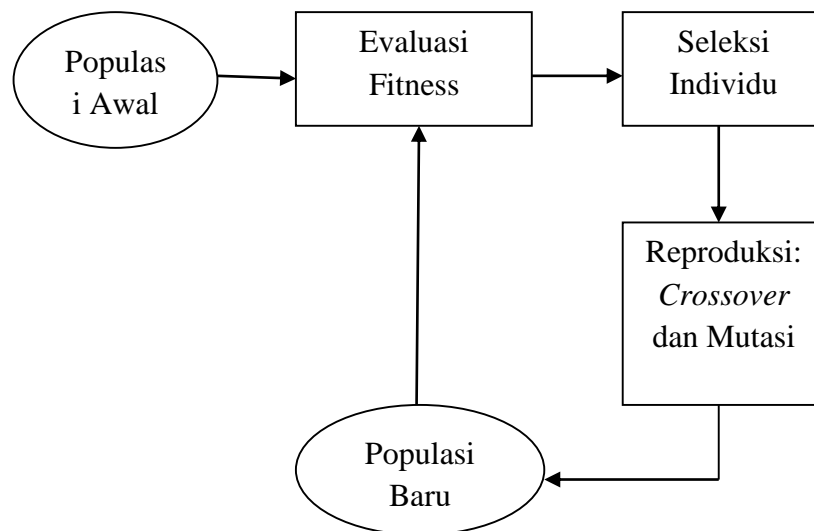 Populas
i Awal
Evaluasi
Fitness
Seleksi
Individu
Reproduksi:
Crossover
dan Mutasi
Populasi
Baru